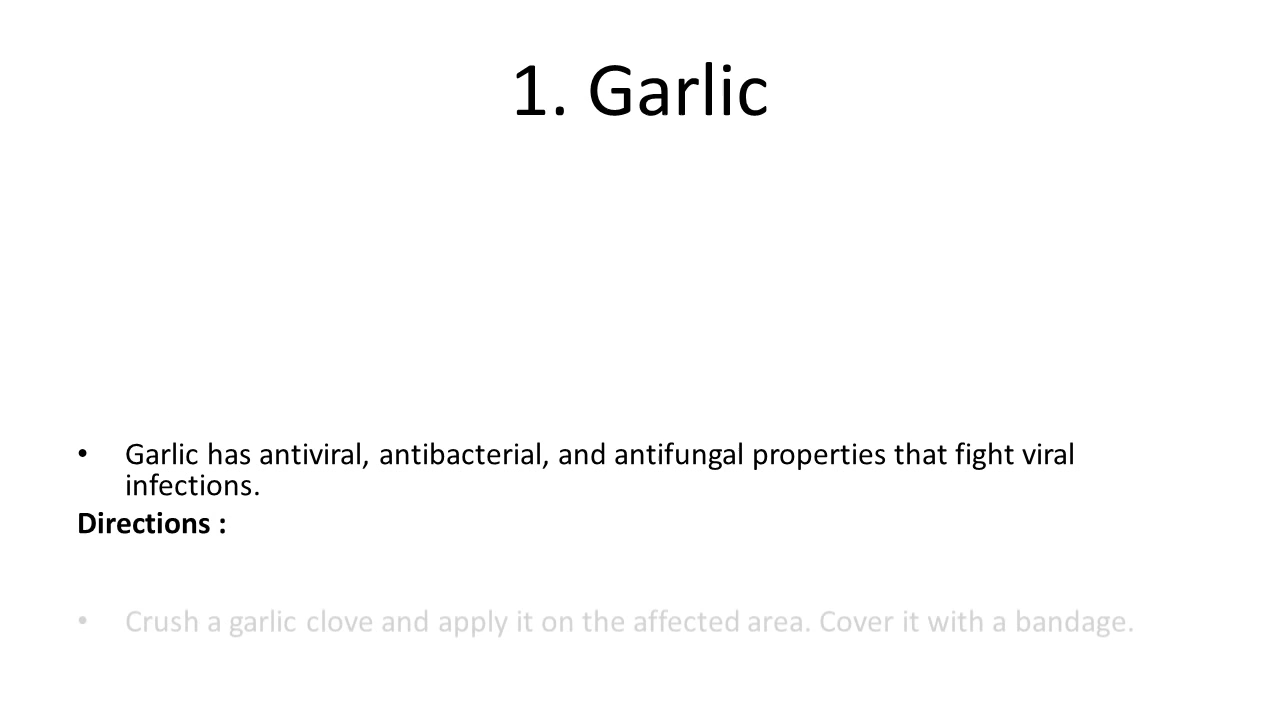 1. Garlic
• Garlic has antiviral, antibacterial, and antifungal properties that fight viral
infections.
Directions :
• Crush a garlic clove and apply it on the affected area. Cover it with a bandage.